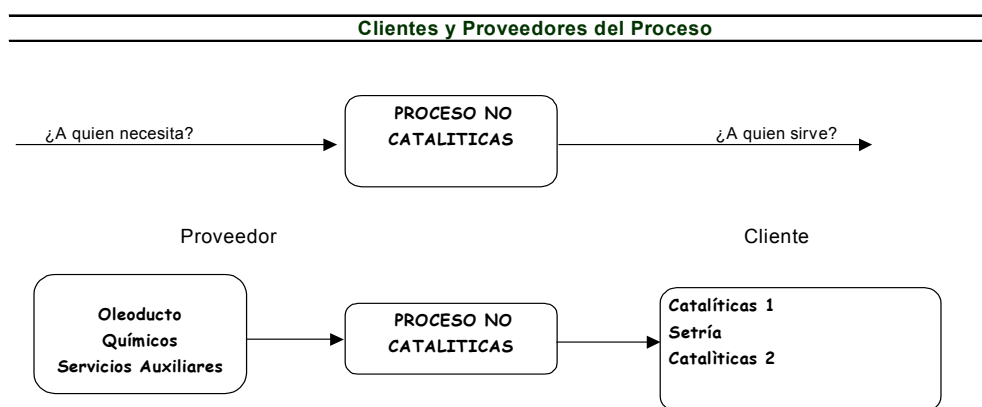 Clientes y Proveedores del Proceso
¿A quien necesita?
PROCESO NO
CATALITICAS
¿A quien sirve?
Proveedor
Cliente
Oleoducto
Químicos
Servicios Auxiliares
PROCESO NO
CATALITICAS
Catalíticas 1
Setría
Catalìticas 2